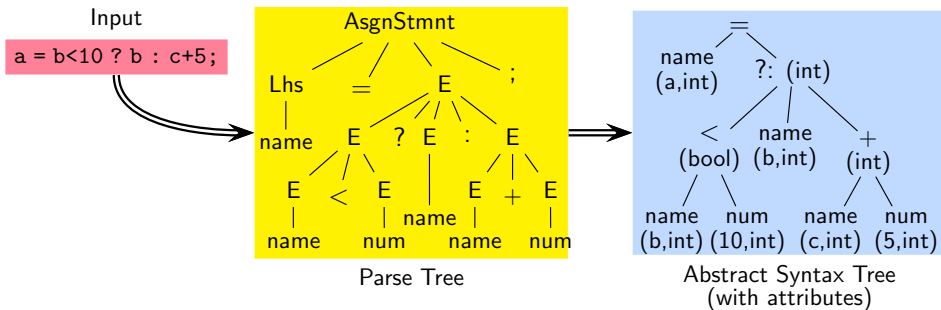 Input
a = b<10 ? b : c+5;
AsgnStmnt
Lhs = E ;
name E ? E : E
E < E name E + E
name num name num
Parse Tree
=
name ?: (int)
(a,int)
< name +
(bool) (b,int) (int)
name num name num
(b,int) (10,int) (c,int) (5,int)
Abstract Syntax Tree
(with attributes)